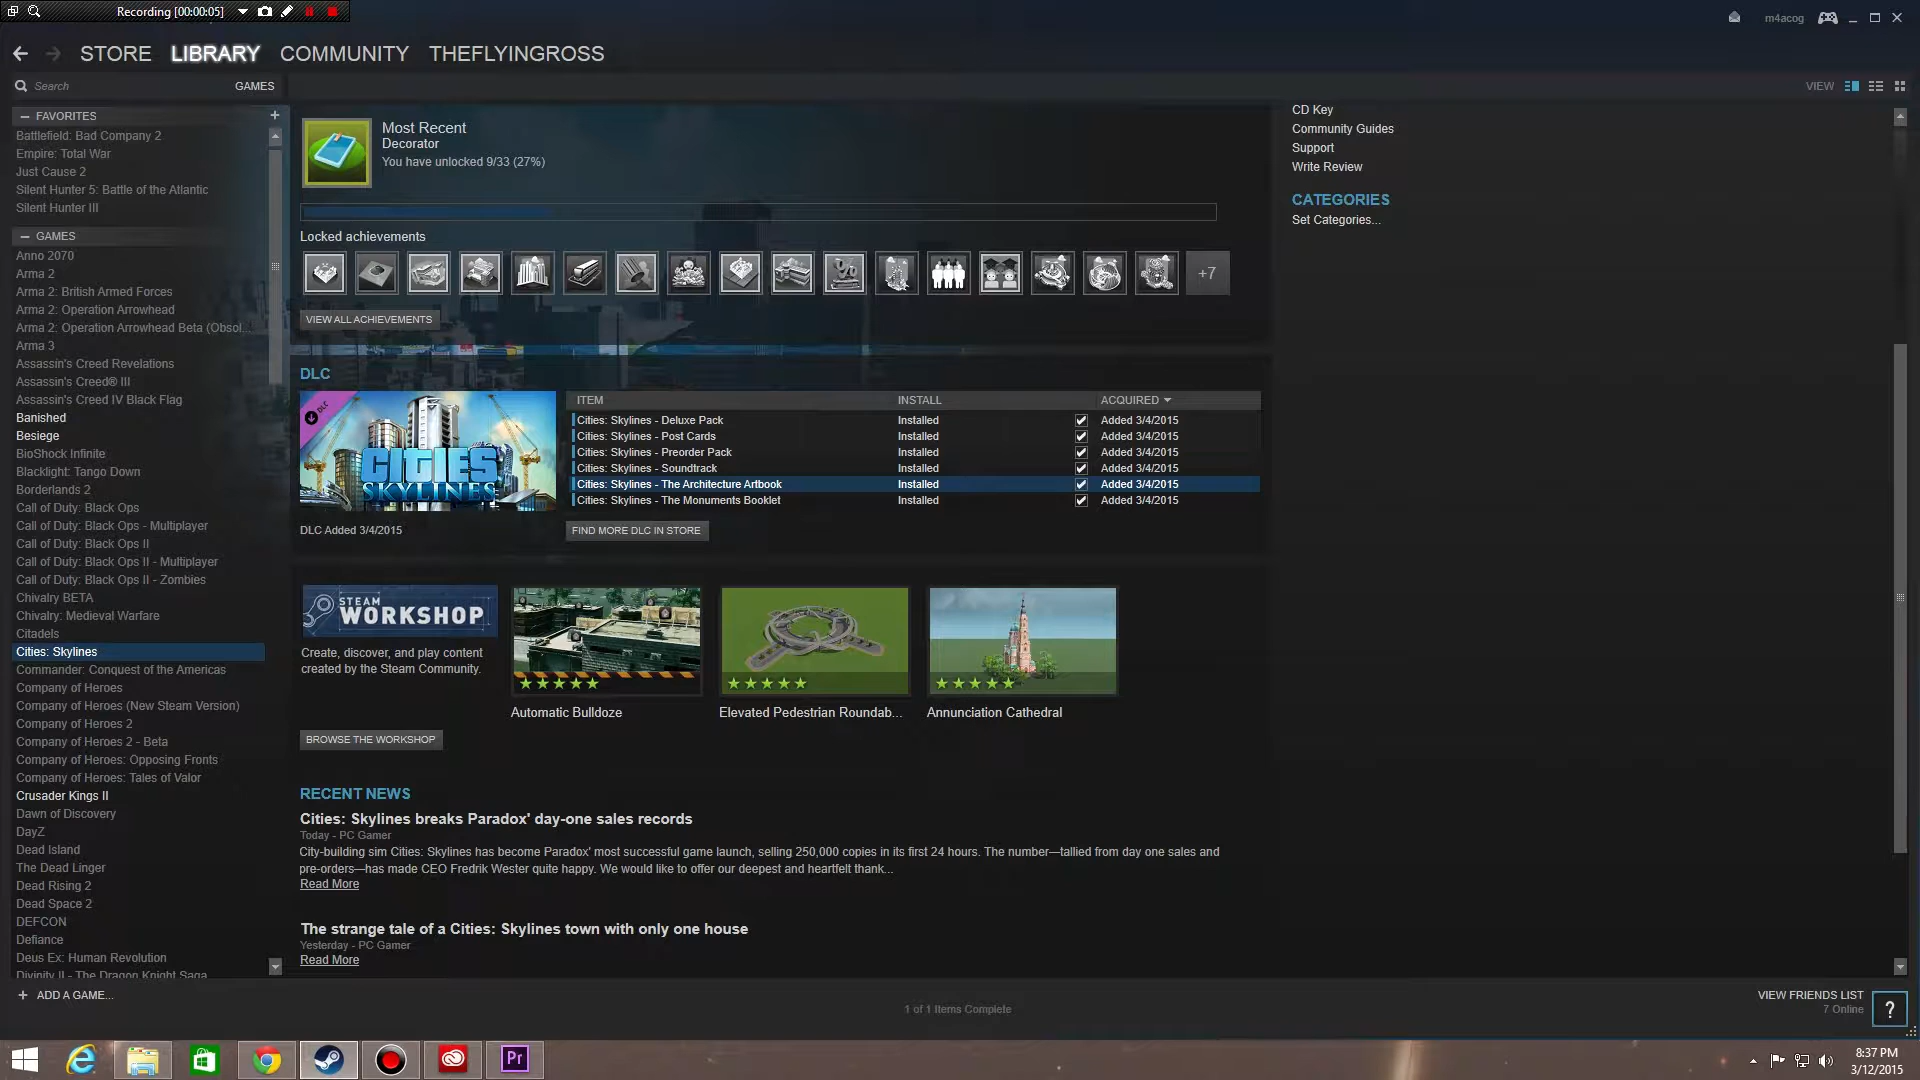 Recording [00:00:05]
m4acog
STORE LIBRARY COMMUNITY THEFLYINGROSS
Search GAMES
VIEW
— FAVORITES +
Battlefield: Bad Company 2
Empire: Total War
Just Cause 2
Silent Hunter 5: Battle of the Atlantic
Silent Hunter III
— GAMES
Anno 2070
Arma 2
Arma 2: British Armed Forces
Arma 2: Operation Arrowhead
Arma 2: Operation Arrowhead Beta (Obsol...
Arma 3
Assassin's Creed Revelations
Assassin's Creed® III
Assassin's Creed IV Black Flag
Banished
Besiege
BioShock Infinite
Blacklight: Tango Down
Borderlands 2
Call of Duty: Black Ops
Call of Duty: Black Ops - Multiplayer
Call of Duty: Black Ops II
Call of Duty: Black Ops II - Multiplayer
Call of Duty: Black Ops II - Zombies
Chivalry BETA
Chivalry: Medieval Warfare
Citadels
Cities: Skylines
Commander: Conquest of the Americas
Company of Heroes
Company of Heroes (New Steam Version)
Company of Heroes 2
Company of Heroes 2 - Beta
Company of Heroes: Opposing Fronts
Company of Heroes: Tales of Valor
Crusader Kings II
Dawn of Discovery
DayZ
Dead Island
The Dead Linger
Dead Rising 2
Dead Space 2
DEFCON
Defiance
Deus Ex: Human Revolution
Divinity II - The Dragon Knight Saga
+ ADD A GAME...
Most Recent
Decorator
You have unlocked 9/33 (27%)
Locked achievements
+7
VIEW ALL ACHIEVEMENTS
DLC
DLC
CITIES
SKYLINES
DLC Added 3/4/2015
ITEM INSTALL ACQUIRED
Cities: Skylines - Deluxe Pack Installed Added 3/4/2015
Cities: Skylines - Post Cards Installed Added 3/4/2015
Cities: Skylines - Preorder Pack Installed Added 3/4/2015
Cities: Skylines - Soundtrack Installed Added 3/4/2015
Cities: Skylines - The Architecture Artbook Installed Added 3/4/2015
Cities: Skylines - The Monuments Booklet Installed Added 3/4/2015
FIND MORE DLC IN STORE
STEAM
WORKSHOP
Create, discover, and play content
created by the Steam Community.
Automatic Bulldoze
Elevated Pedestrian Roundab...
Annunciation Cathedral
BROWSE THE WORKSHOP
RECENT NEWS
Cities: Skylines breaks Paradox' day-one sales records
Today - PC Gamer
City-building sim Cities: Skylines has become Paradox' most successful game launch, selling 250,000 copies in its first 24 hours. The number—tallied from day one sales and
pre-orders—has made CEO Fredrik Wester quite happy. We would like to offer our deepest and heartfelt thank...
Read More
The strange tale of a Cities: Skylines town with only one house
Yesterday - PC Gamer
Read More
CD Key
Community Guides
Support
Write Review
CATEGORIES
Set Categories...
1 of 1 Items Complete
VIEW FRIENDS LIST
7 Online
?
Pr
8:37 PM
3/12/2015